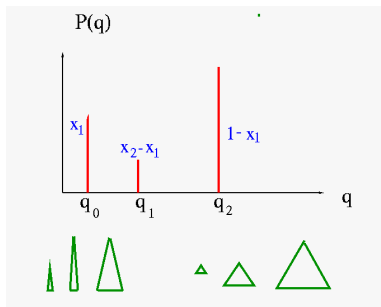 P(q)
x₁
x₂-x₁
1- x₁
q₀ q₁ q₂ q